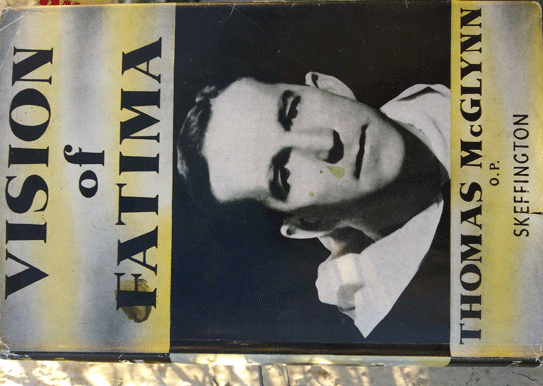 VISION
of
FATIMA
THOMAS McGLYNN
O.P.
SKEFFINGTON